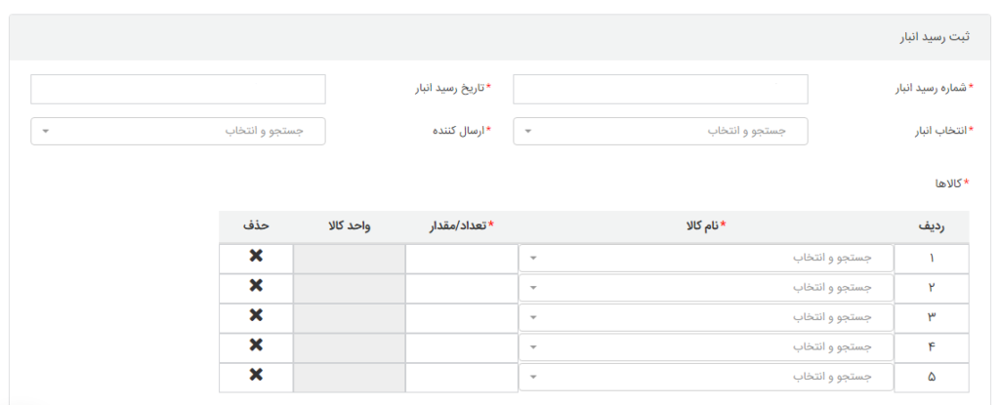 ثبت رسید انبار
*شماره رسید انبار
*تاریخ رسید انبار
*انتخاب انبار جستجو و انتخاب
*ارسال کننده جستجو و انتخاب
*کالاها
ردیف *نام کالا *تعداد/مقدار واحد کالا حذف
۱ جستجو و انتخاب
۲ جستجو و انتخاب
۳ جستجو و انتخاب
۴ جستجو و انتخاب
۵ جستجو و انتخاب